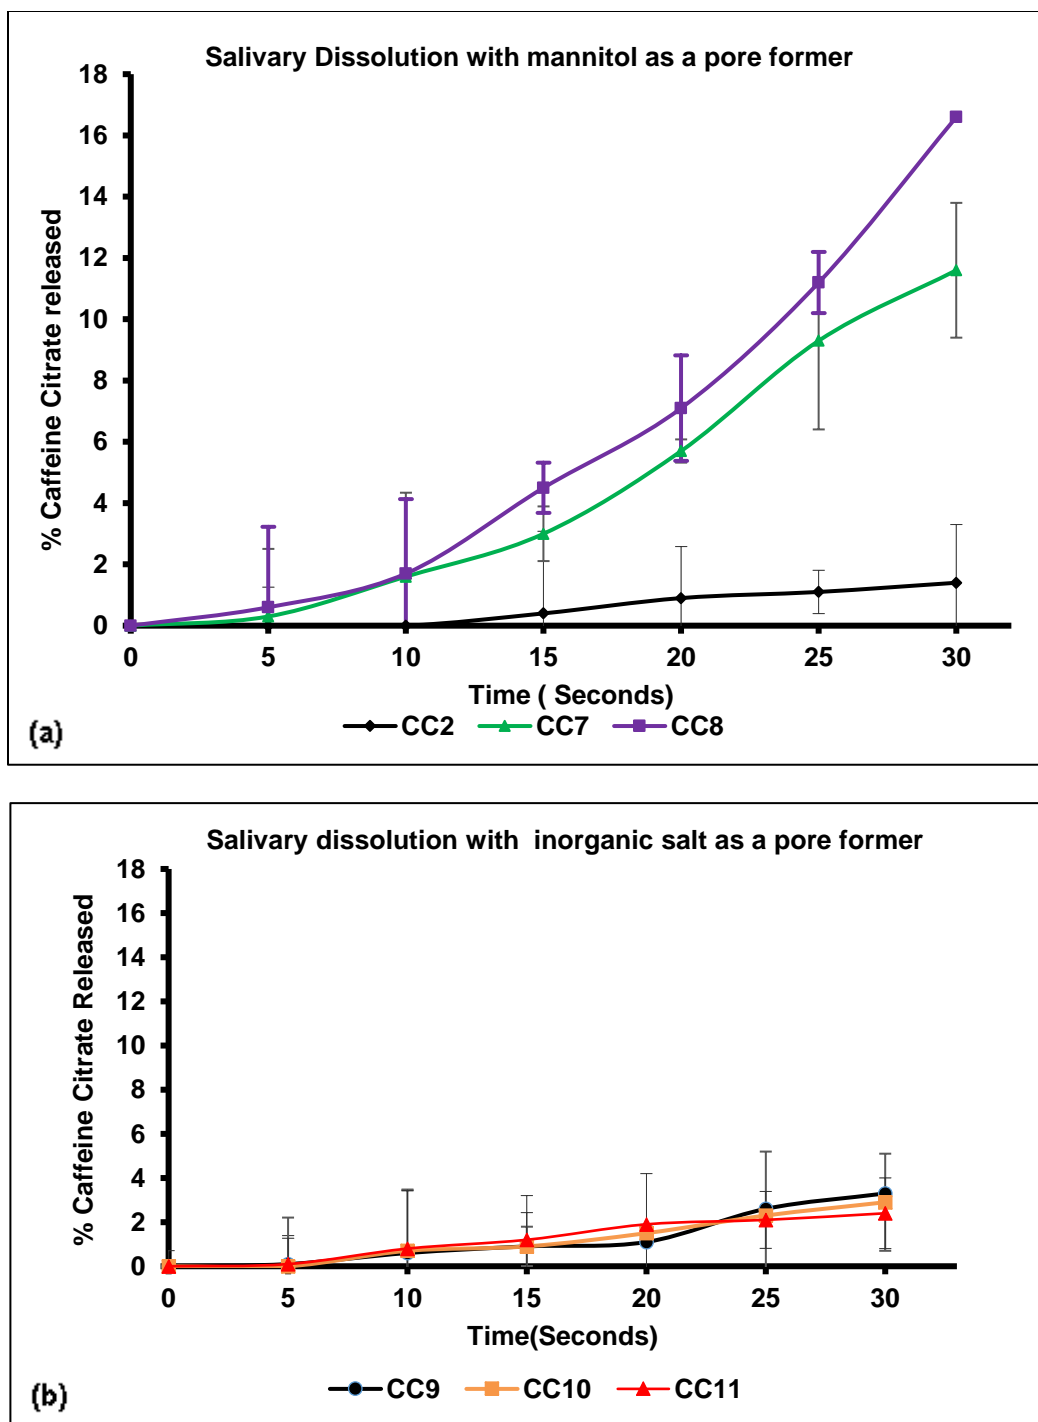 Salivary Dissolution with mannitol as a pore former
% Caffeine Citrate released
18
16
14
12
10
8
6
4
2
0
0 5 10 15 20 25 30
Time ( Seconds)
CC2 CC7 CC8
(a)
Salivary dissolution with inorganic salt as a pore former
% Caffeine Citrate Released
18
16
14
12
10
8
6
4
2
0
0 5 10 15 20 25 30
Time(Seconds)
CC9 CC10 CC11
(b)